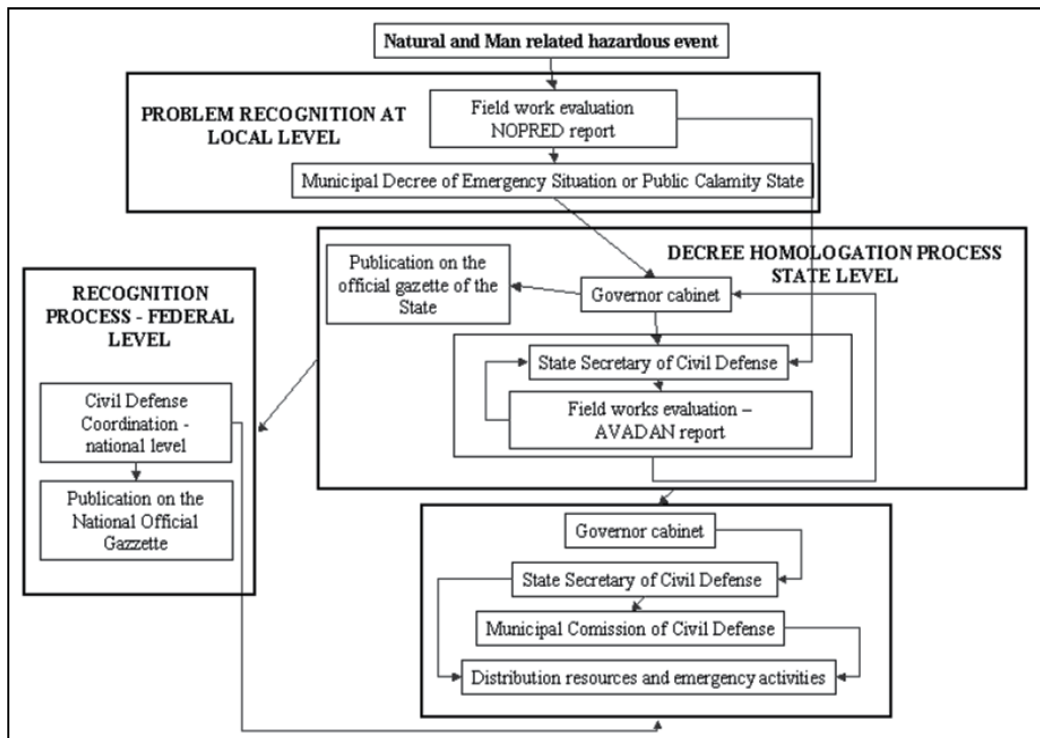 Natural and Man related hazardous event
PROBLEM RECOGNITION AT
LOCAL LEVEL
Field work evaluation
NOPRED report
Municipal Decree of Emergency Situation or Public Calamity State
DECREE HOMOLOGATION PROCESS
STATE LEVEL
Publication on the
official gazette of the
State
Governor cabinet
State Secretary of Civil Defense
Field works evaluation –
AVADAN report
RECOGNITION
PROCESS - FEDERAL
LEVEL
Civil Defense
Coordination -
national level
Publication on the
National Official
Gazzette
Governor cabinet
State Secretary of Civil Defense
Municipal Comission of Civil Defense
Distribution resources and emergency activities